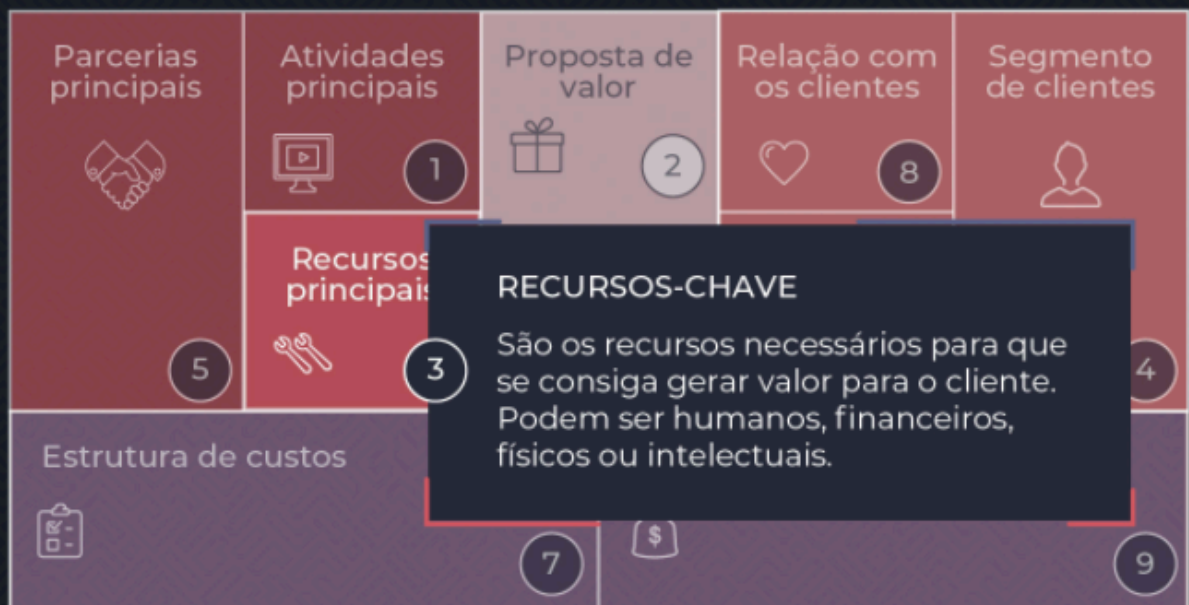 Parcerias
principais
5
Atividades
principais
1
Recursos
principais
3
Proposta de
valor
2
Relação com
os clientes
8
Segmento
de clientes
4
RECURSOS-CHAVE
São os recursos necessários para que
se consiga gerar valor para o cliente.
Podem ser humanos, financeiros,
físicos ou intelectuais.
Estrutura de custos
7
$
9